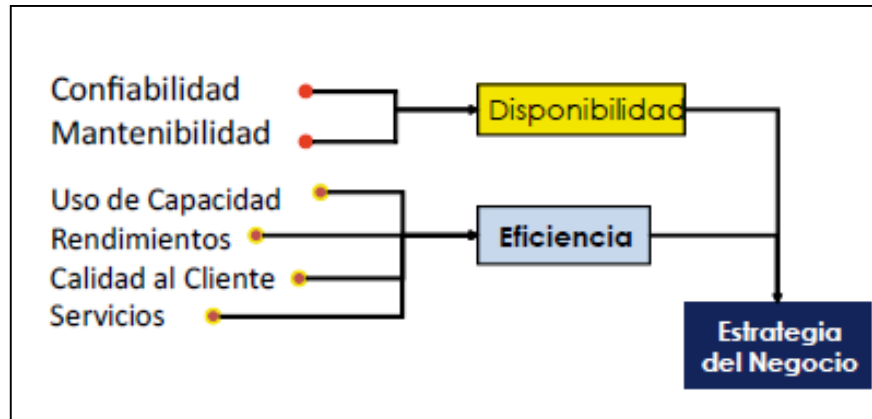 Confiabilidad
Mantenibilidad
Disponibilidad
Uso de Capacidad
Rendimientos
Calidad al Cliente
Servicios
Eficiencia
Estrategia
del Negocio